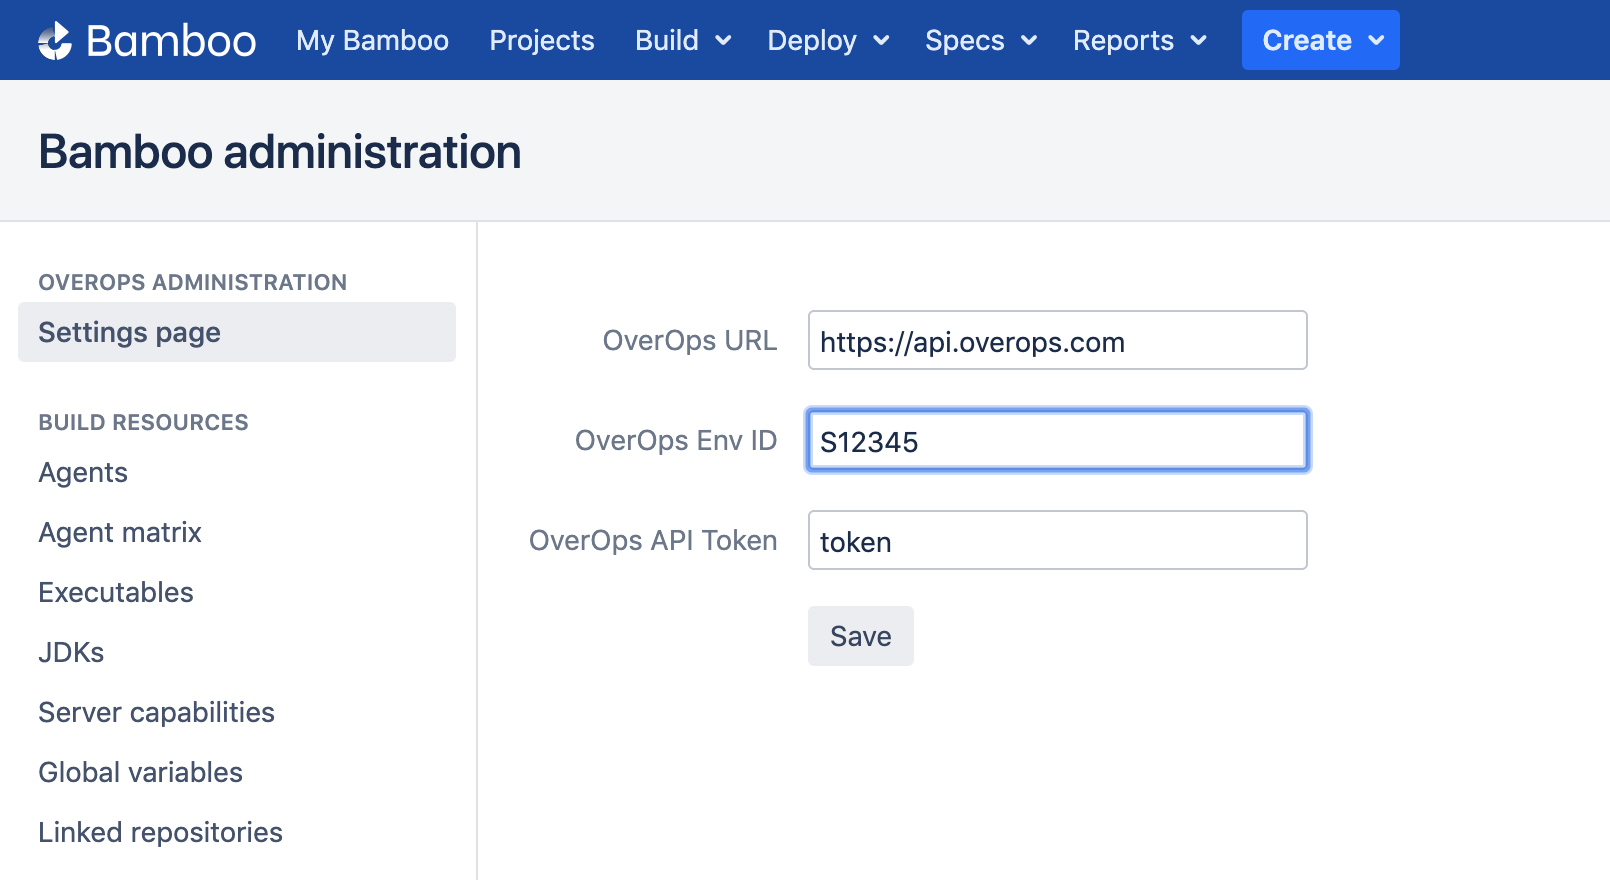 Bamboo My Bamboo Projects Build Deploy Specs Reports Create
Bamboo administration
OVEROPS ADMINISTRATION
Settings page
BUILD RESOURCES
Agents
Agent matrix
Executables
JDKs
Server capabilities
Global variables
Linked repositories
OverOps URL https://api.overops.com
OverOps Env ID S12345
OverOps API Token token
Save